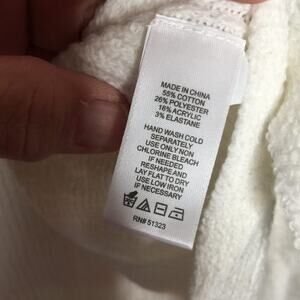 MADE IN CHINA
55% COTTON
26% POLYESTER
16% ACRYLIC
3% ELASTANE
HAND WASH COLD
SEPARATELY
USE ONLY NON
CHLORINE BLEACH
IF NEEDED
RESHAPE AND
LAY FLAT TO DRY
USE LOW IRON
IF NECESSARY
RN# 51323